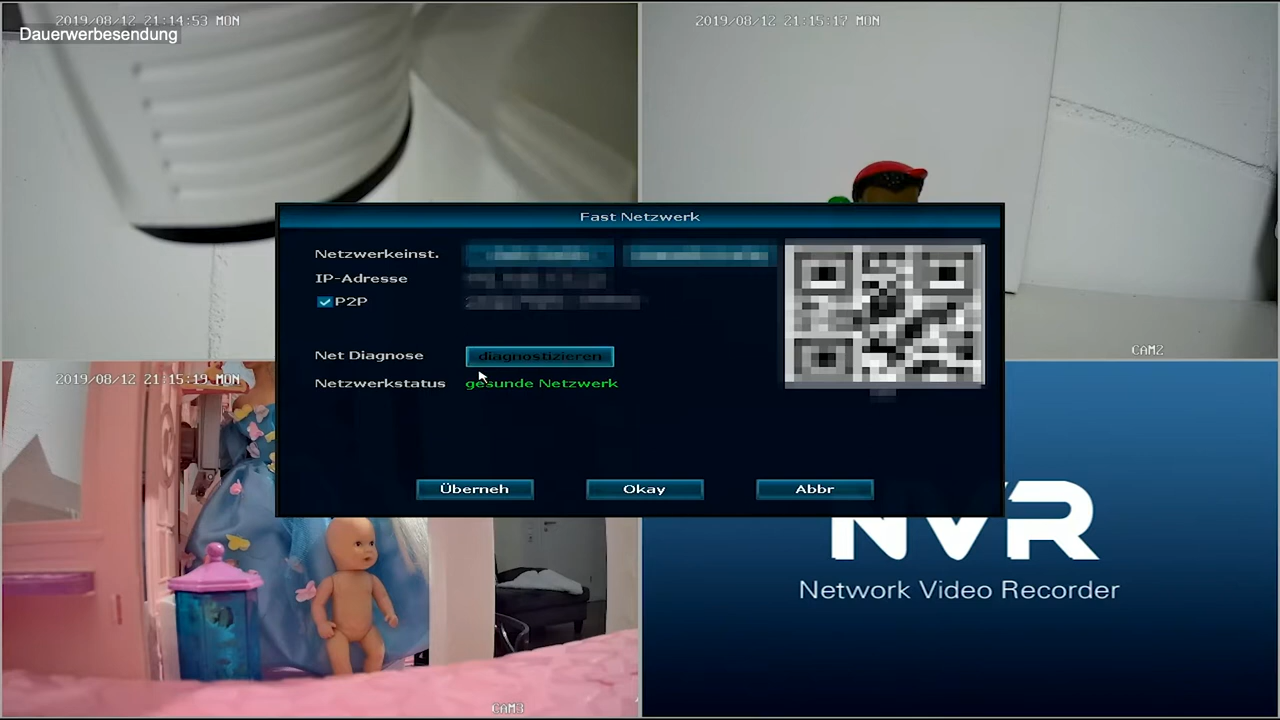 2019/08/12 21:14:53 MON
Dauerwerbesendung
2019/08/12 21:15:17 MON
Fast Netzwerk
Netzwerkeinst.
IP-Adresse
P2P
Net Diagnose
diagnostizieren
Netzwerkstatus
gesunde Netzwerk
Überneh
Okay
Abbr
CAM2
2019/08/12 21:15:19 MON
CAM3
NVR
Network Video Recorder